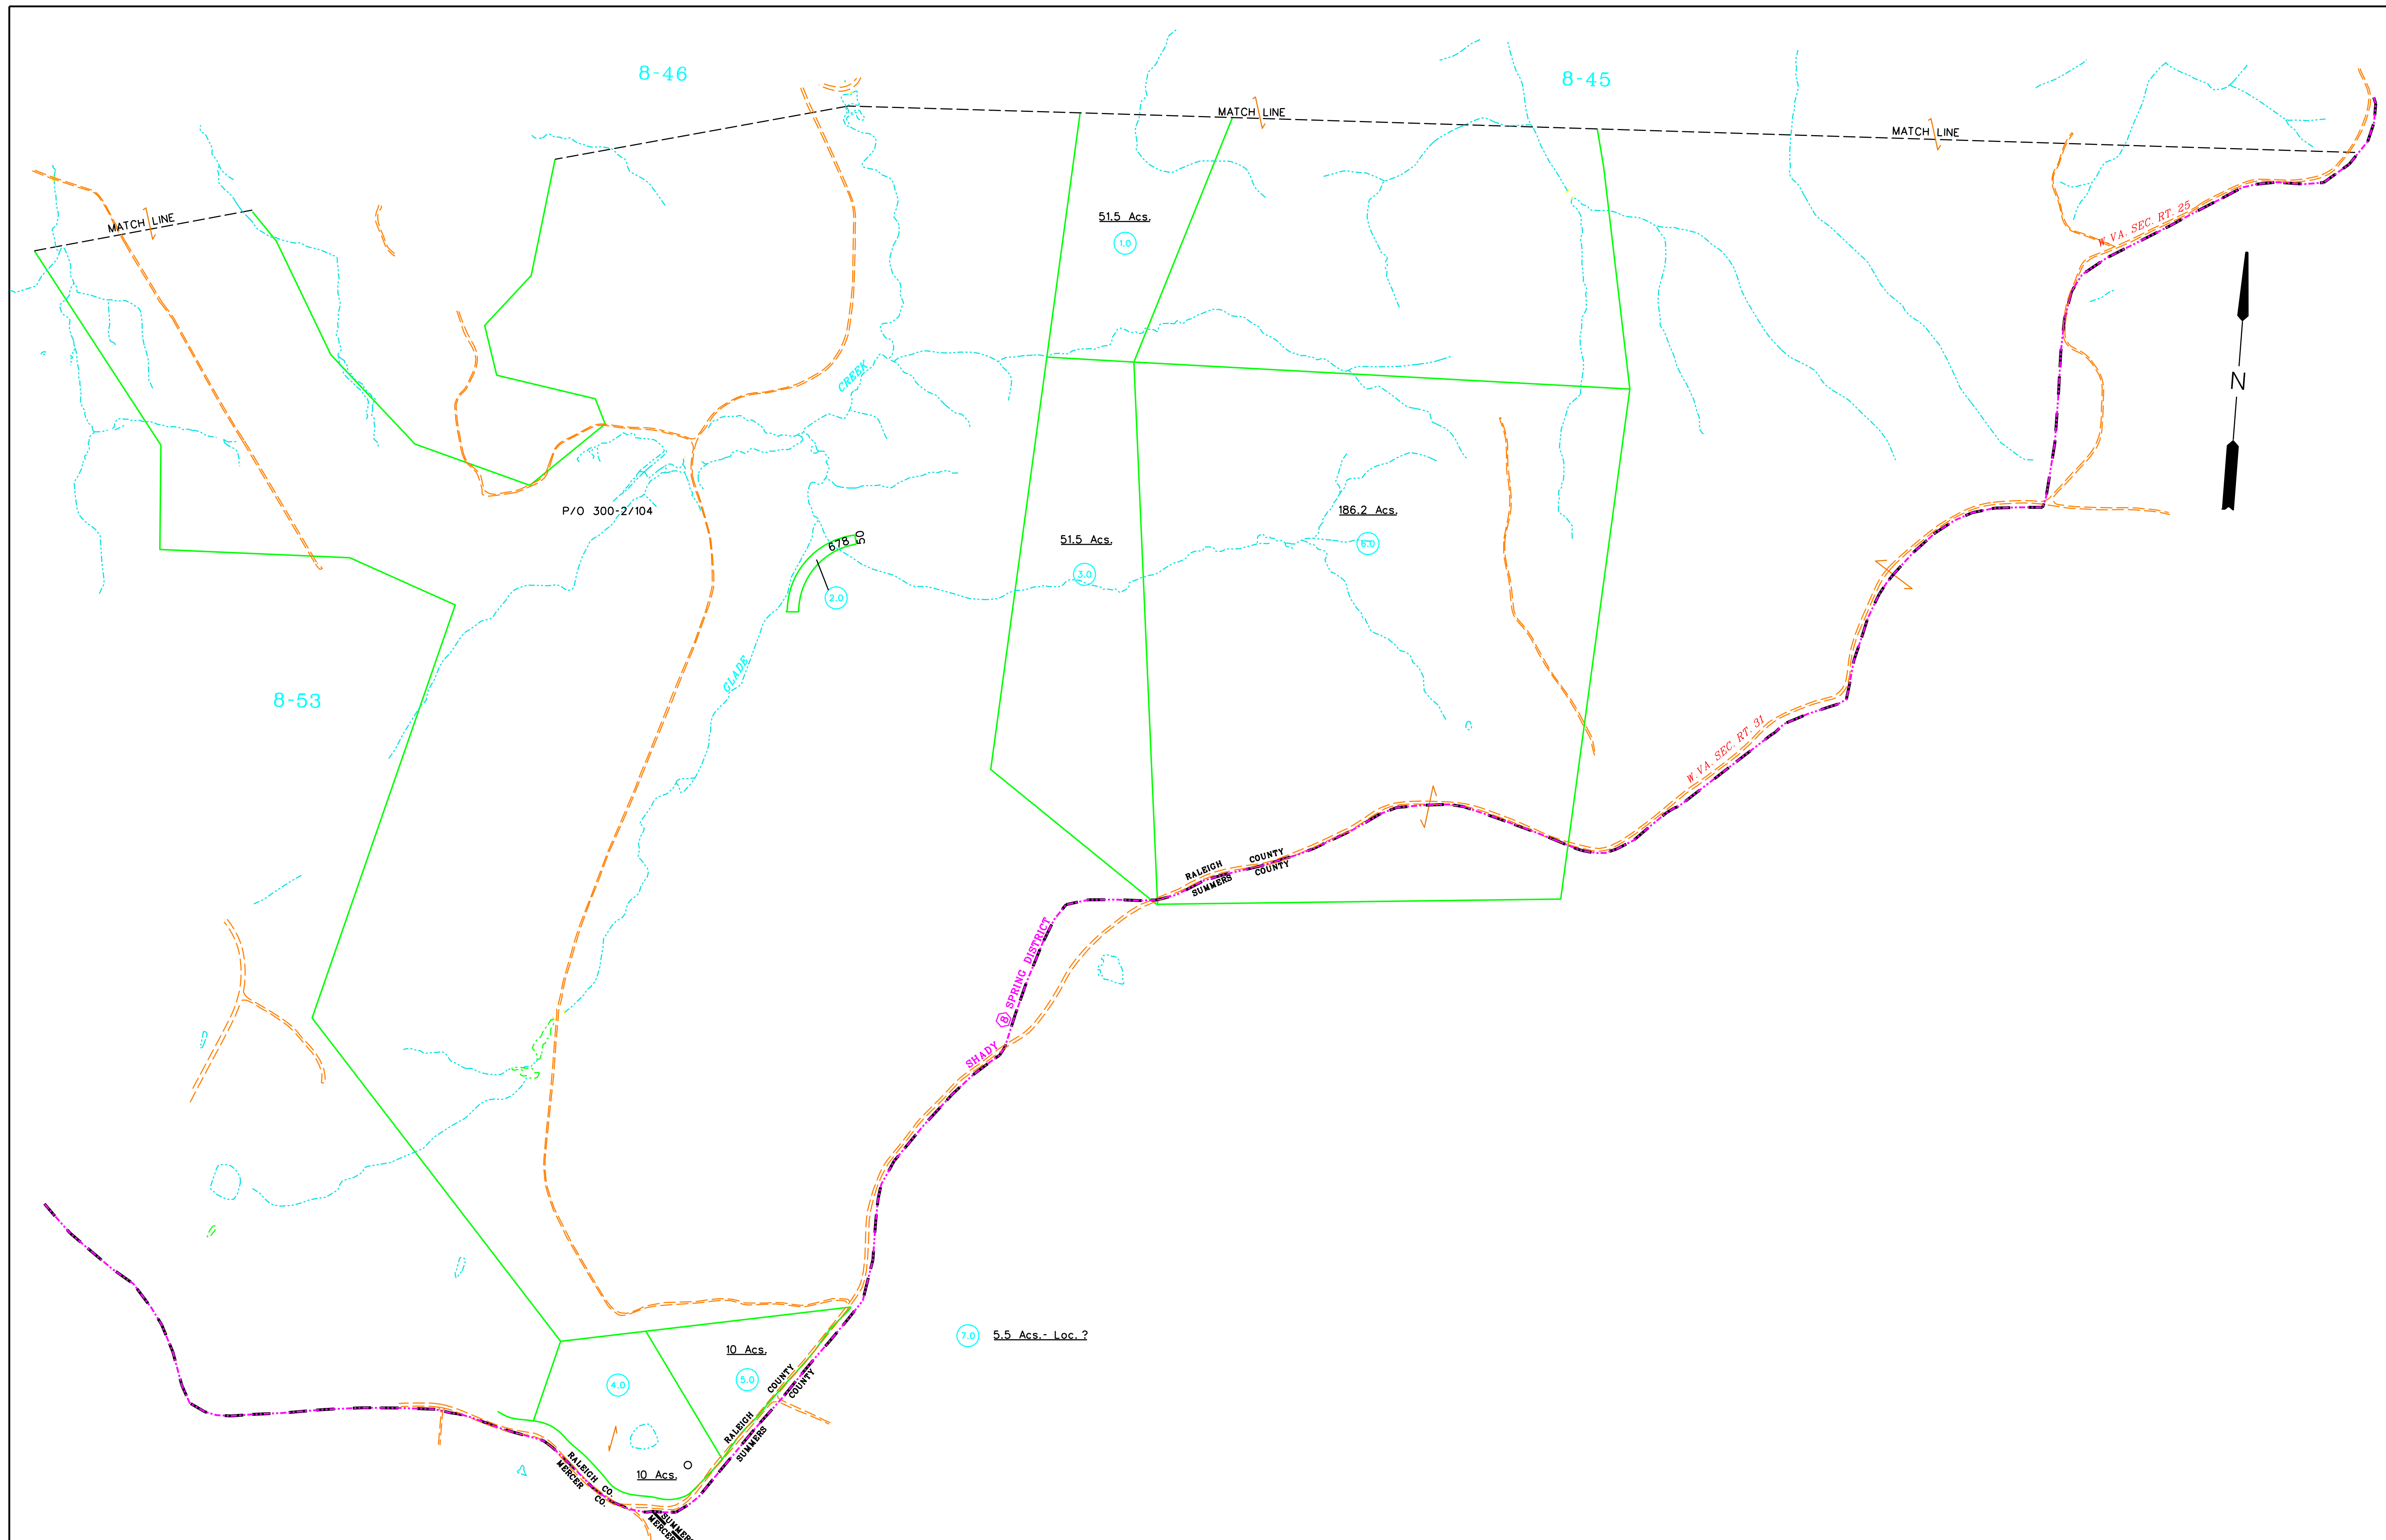 8-46
8-45
MATCH LINE
MATCH LINE
MATCH LINE
W. VA. SEC. RT. 25
51.5 Acs.
1.0
N
CREEK
P/O 300-2/104
678
50
2.0
51.5 Acs.
3.0
186.2 Acs.
6.0
GLADE
8-53
W. VA. SEC. RT. 31
RALEIGH COUNTY
SUMMERS COUNTY
SHADY 8 SPRING DISTRICT
7.0 5.5 Acs.- Loc. ?
10 Acs.
5.0
4.0
RALEIGH COUNTY
SUMMERS COUNTY
10 Acs.
RALEIGH CO.
MERCER CO.
SUMMERS
MERCER